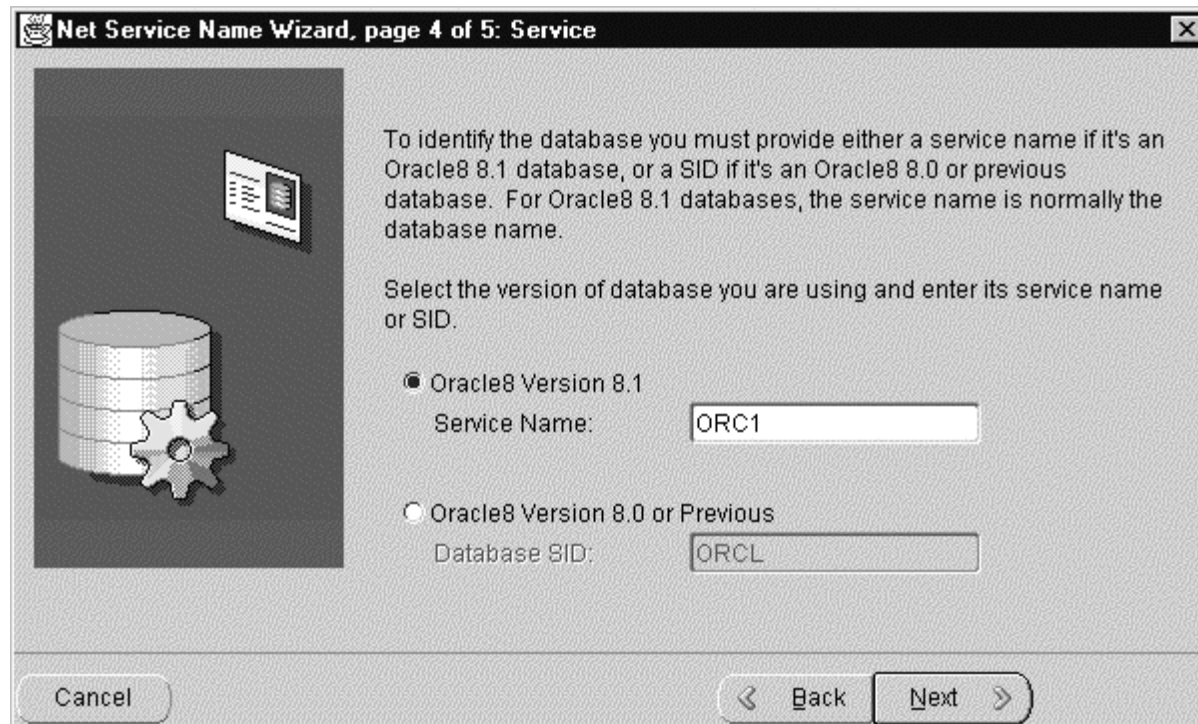 Net Service Name Wizard, page 4 of 5: Service
To identify the database you must provide either a service name if it's an
Oracle8 8.1 database, or a SID if it's an Oracle8 8.0 or previous
database. For Oracle8 8.1 databases, the service name is normally the
database name.
Select the version of database you are using and enter its service name
or SID.
Oracle8 Version 8.1
Service Name: ORC1
Oracle8 Version 8.0 or Previous
Database SID: ORCL
Cancel Back Next